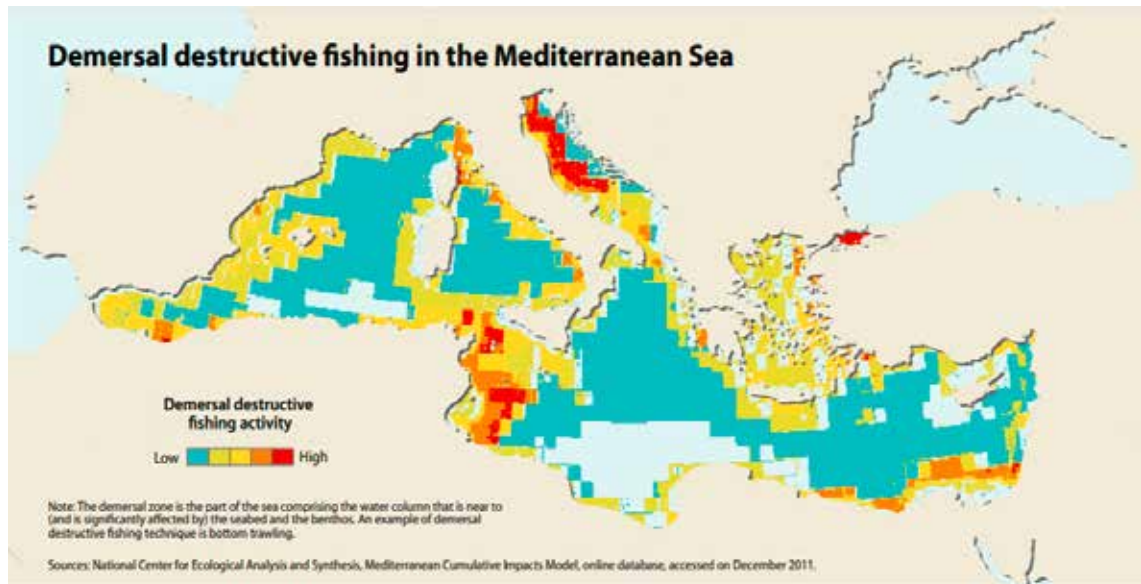 Demersal destructive fishing in the Mediterranean Sea
Demersal destructive
fishing activity
Low
High
Note: The demersal zone is the part of the sea comprising the water column that is near to
(and is significantly affected by) the seabed and the benthos. An example of demersal
destructive fishing technique is bottom trawling.
Sources: National Center for Ecological Analysis and Synthesis, Mediterranean Cumulative Impacts Model, online database, accessed on December 2011.